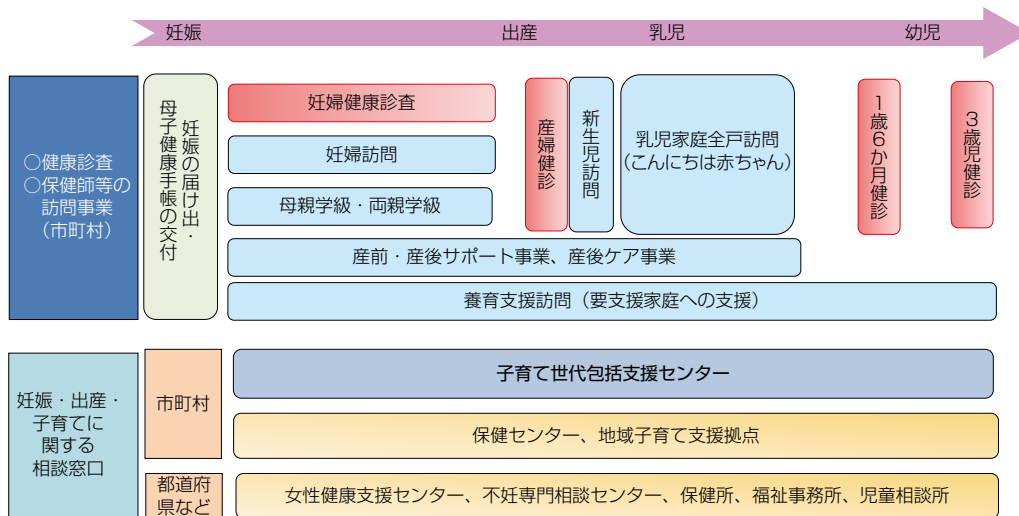 妊娠
出産
乳児
幼児
○健康診査
○保健師等の
訪問事業
(市町村)
妊娠の届け出・
母子健康手帳の交付
妊婦健康診査
妊婦訪問
母親学級・両親学級
産婦健診
新生児訪問
乳児家庭全戸訪問
(こんにちは赤ちゃん)
1歳6か月健診
3歳児健診
産前・産後サポート事業、産後ケア事業
養育支援訪問(要支援家庭への支援)
妊娠・出産・
子育てに
関する
相談窓口
市町村
子育て世代包括支援センター
保健センター、地域子育て支援拠点
都道府
県など
女性健康支援センター、不妊専門相談センター、保健所、福祉事務所、児童相談所